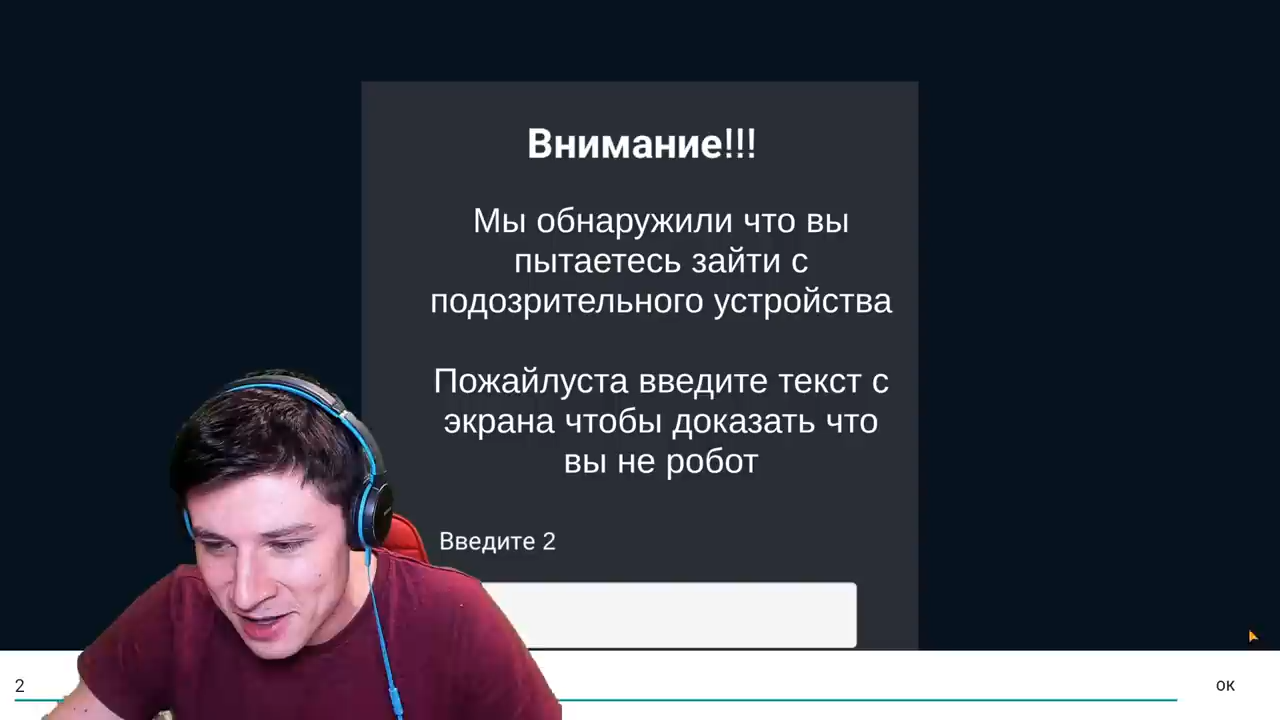 Внимание!!!
Мы обнаружили что вы
пытаетесь зайти с
подозрительного устройства
Пожайлуста введите текст с
экрана чтобы доказать что
вы не робот
Введите 2
2
ОК